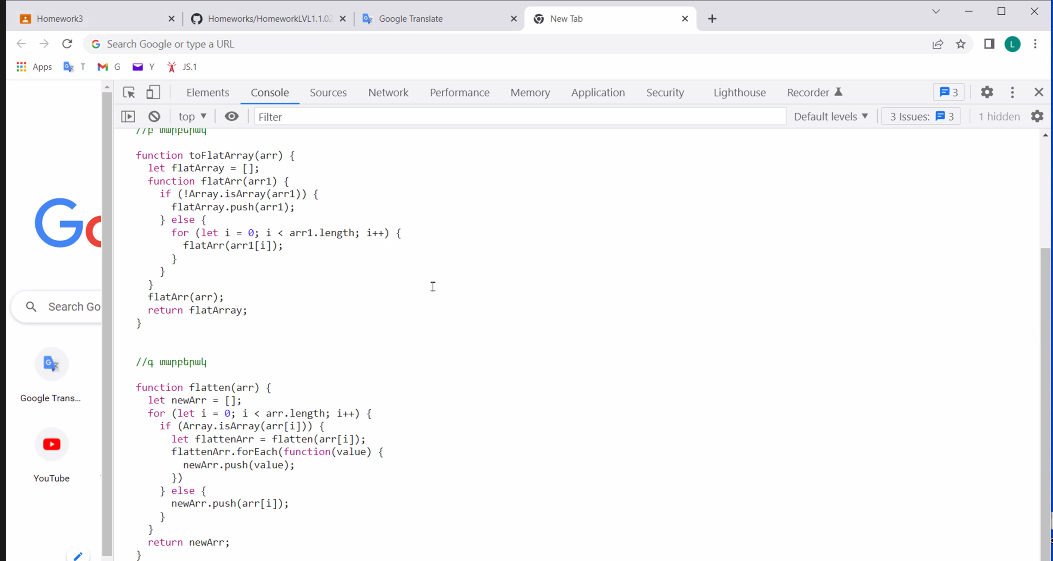 Homework3
Homeworks/HomeworkLVL1.1.02
Google Translate
New Tab
Search Google or type a URL
Apps
T
G
Y
JS.1
Elements
Console
Sources
Network
Performance
Memory
Application
Security
Lighthouse
Recorder
3
top
Filter
Default levels
3 Issues:
3
1 hidden
//բ տարբերակ
function toFlatArray(arr) {
let flatArray = [];
function flatArr(arr1) {
if (!Array.isArray(arr1)) {
flatArray.push(arr1);
} else {
for (let i = 0; i < arr1.length; i++) {
flatArr(arr1[i]);
}
}
}
flatArr(arr);
return flatArray;
}
//գ տարբերակ
function flatten(arr) {
let newArr = [];
for (let i = 0; i < arr.length; i++) {
if (Array.isArray(arr[i])) {
let flattenArr = flatten(arr[i]);
flattenArr.forEach(function(value) {
newArr.push(value);
})
} else {
newArr.push(arr[i]);
}
}
return newArr;
}
Go
Search Go
Google Trans...
YouTube
L